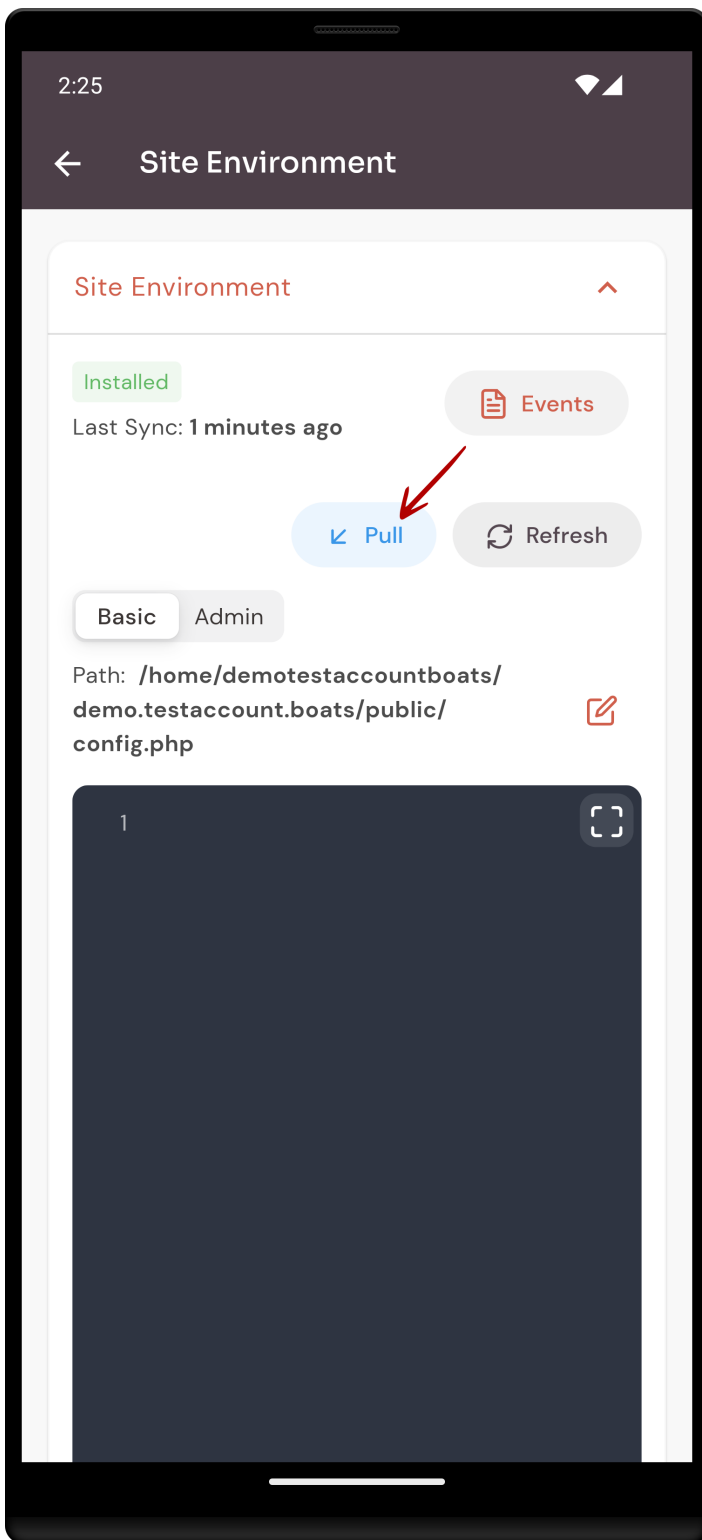 2:25
Site Environment
Site Environment
Installed
Events
Last Sync: 1 minutes ago
Pull
Refresh
Basic
Admin
Path: /home/demotestaccountboats/
demo.testaccount.boats/public/
config.php
1